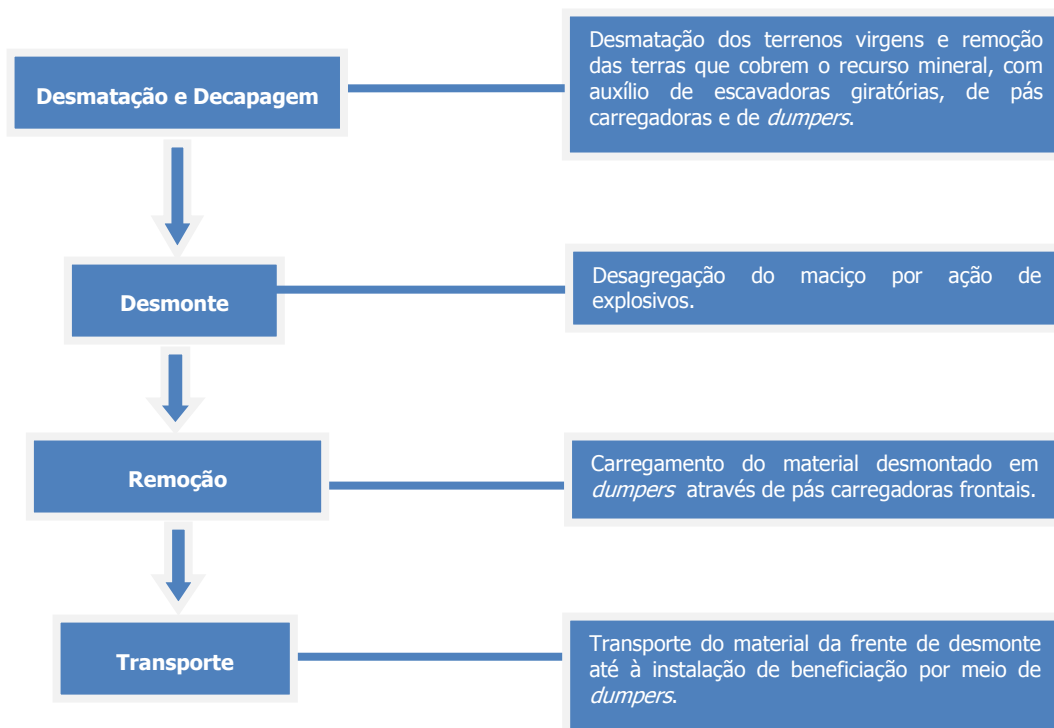 Desmatação e Decapagem
Desmatação dos terrenos virgens e remoção
das terras que cobrem o recurso mineral, com
auxílio de escavadoras giratórias, de pás
carregadoras e de dumpers.
Desmonte
Desagregação do maciço por ação de
explosivos.
Remoção
Carregamento do material desmontado em
dumpers através de pás carregadoras frontais.
Transporte
Transporte do material da frente de desmonte
até à instalação de beneficiação por meio de
dumpers.